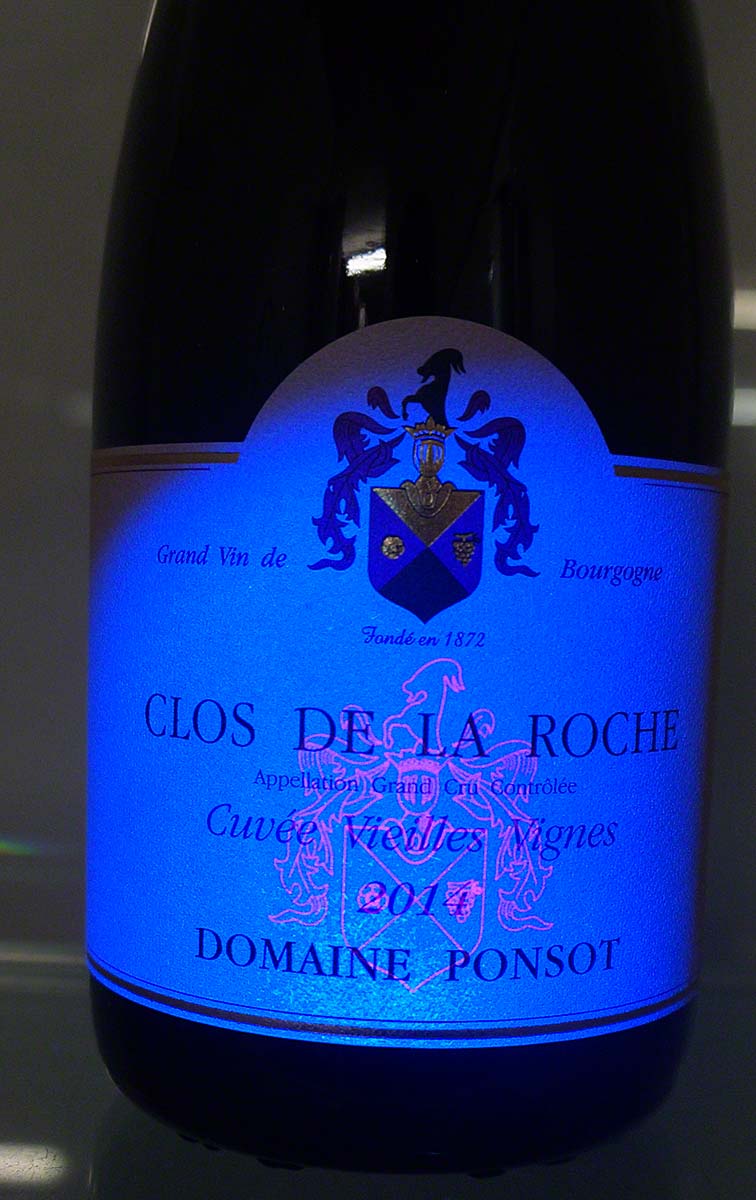 Grand Vin de Bourgogne
Fondé en 1872
CLOS DE LA ROCHE
Appellation Grand Cru Contrôlée
Cuvée Vieilles Vignes
2014
DOMAINE PONSOT